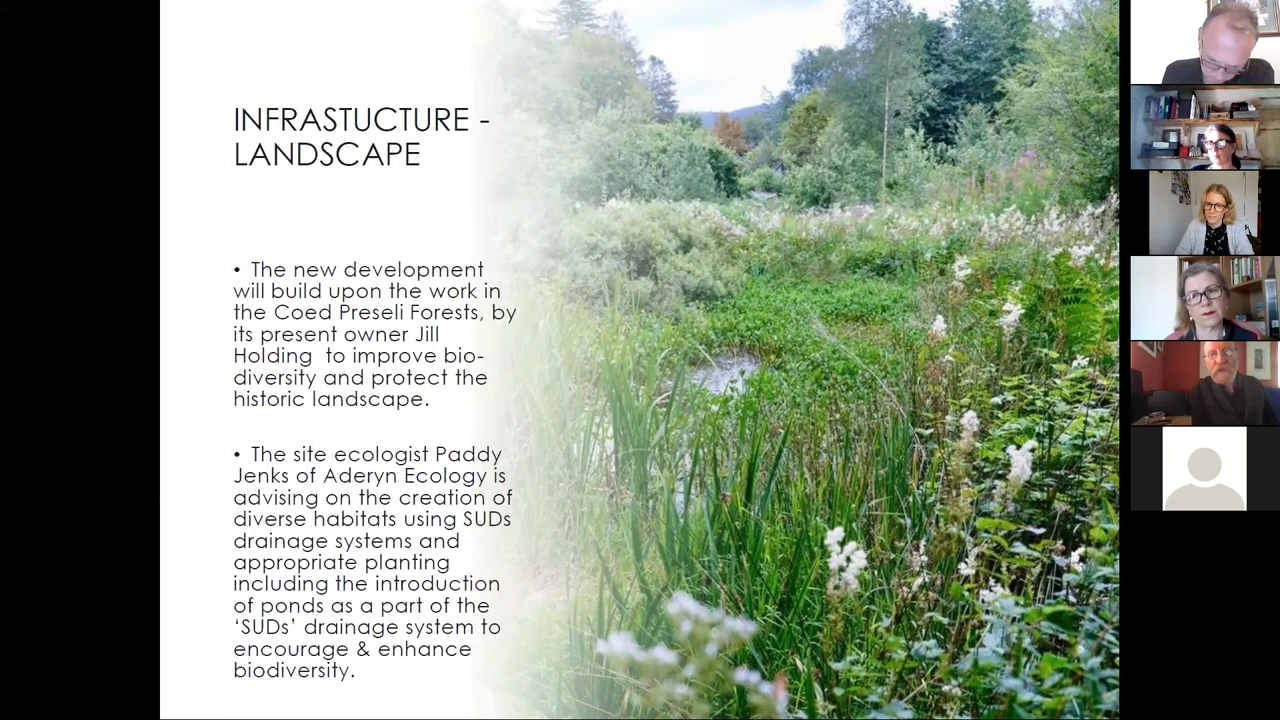 INFRASTUCTURE -
LANDSCAPE
• The new development
will build upon the work in
the Coed Preseli Forests, by
its present owner Jill
Holding to improve bio-
diversity and protect the
historic landscape.
• The site ecologist Paddy
Jenks of Aderyn Ecology is
advising on the creation of
diverse habitats using SUDs
drainage systems and
appropriate planting
including the introduction
of ponds as a part of the
‘SUDs’ drainage system to
encourage & enhance
biodiversity.